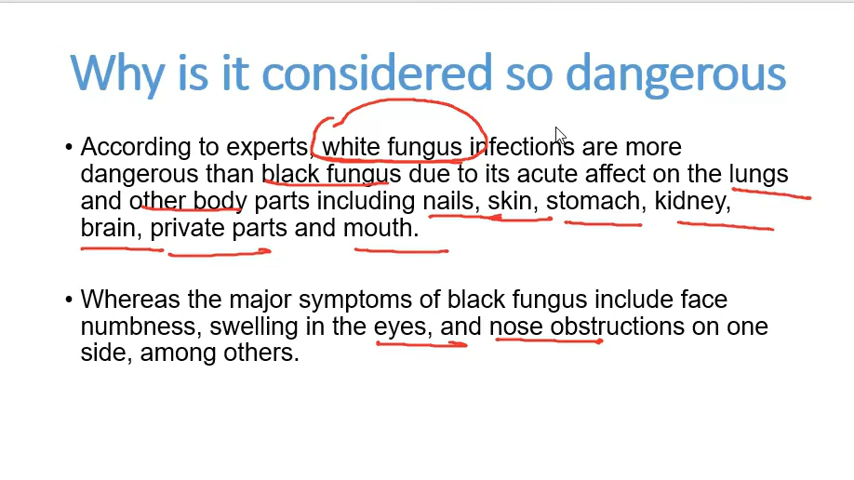 Why is it considered so dangerous
• According to experts, white fungus infections are more
dangerous than black fungus due to its acute affect on the lungs
and other body parts including nails, skin, stomach, kidney,
brain, private parts and mouth.
• Whereas the major symptoms of black fungus include face
numbness, swelling in the eyes, and nose obstructions on one
side, among others.